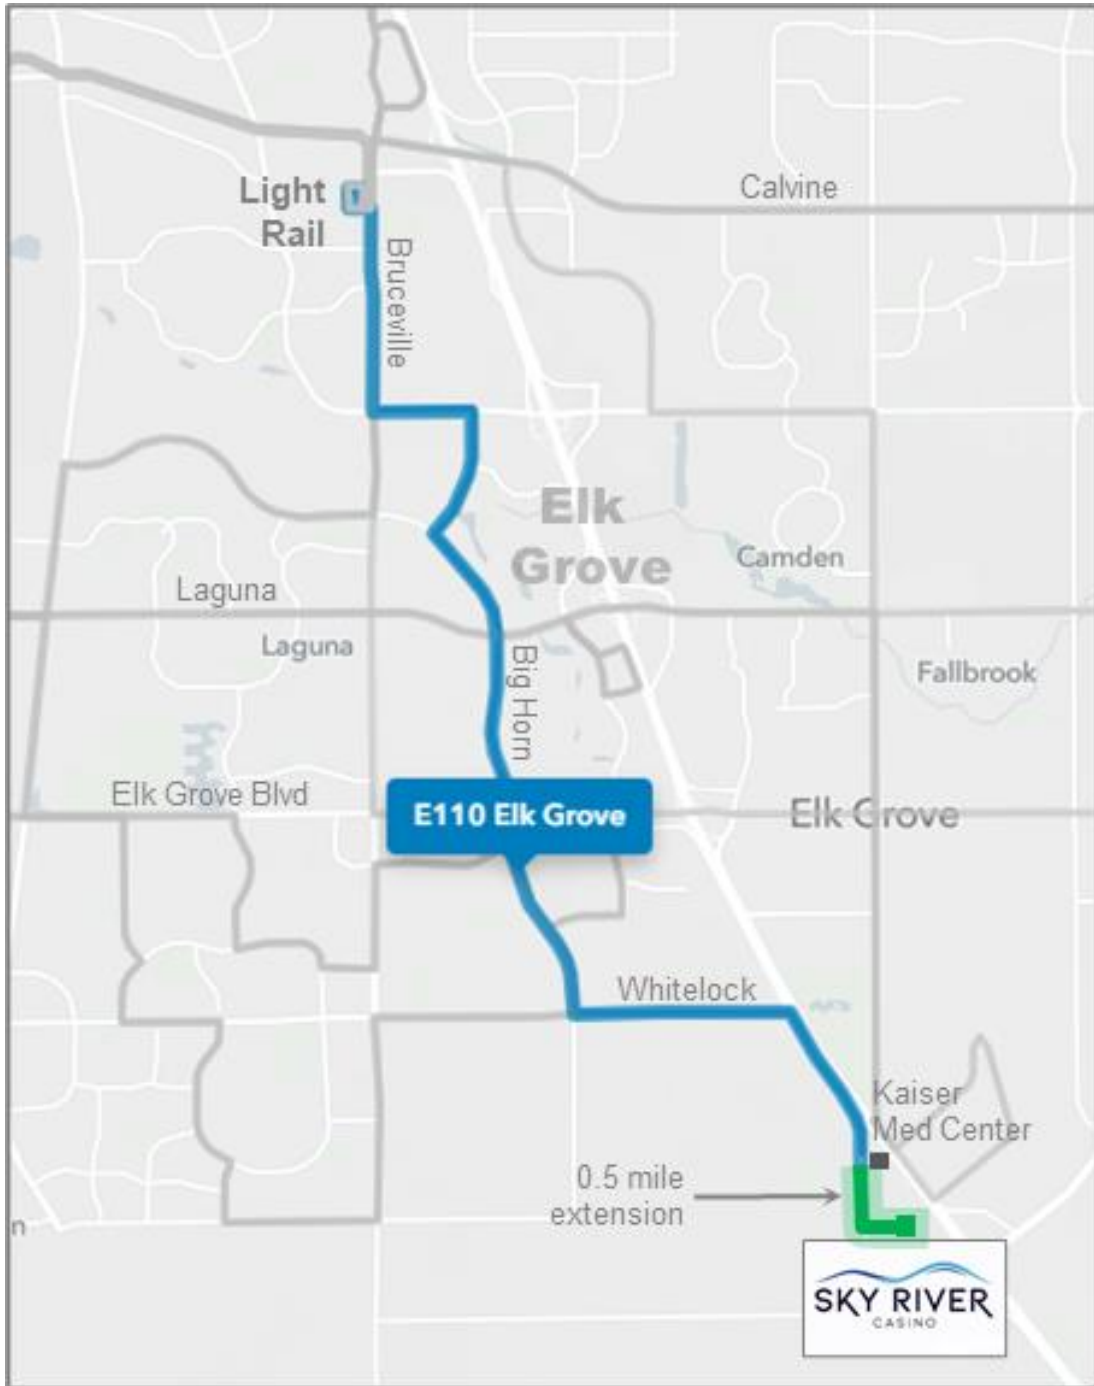 Light
Rail
Calvine
Bruceville
Elk
Grove
Camden
Laguna
Laguna
Big Horn
Fallbrook
Elk Grove Blvd
E110 Elk Grove
Elk Grove
Whitelock
Kaiser
Med Center
0.5 mile
extension
n
SKY RIVER
CASINO